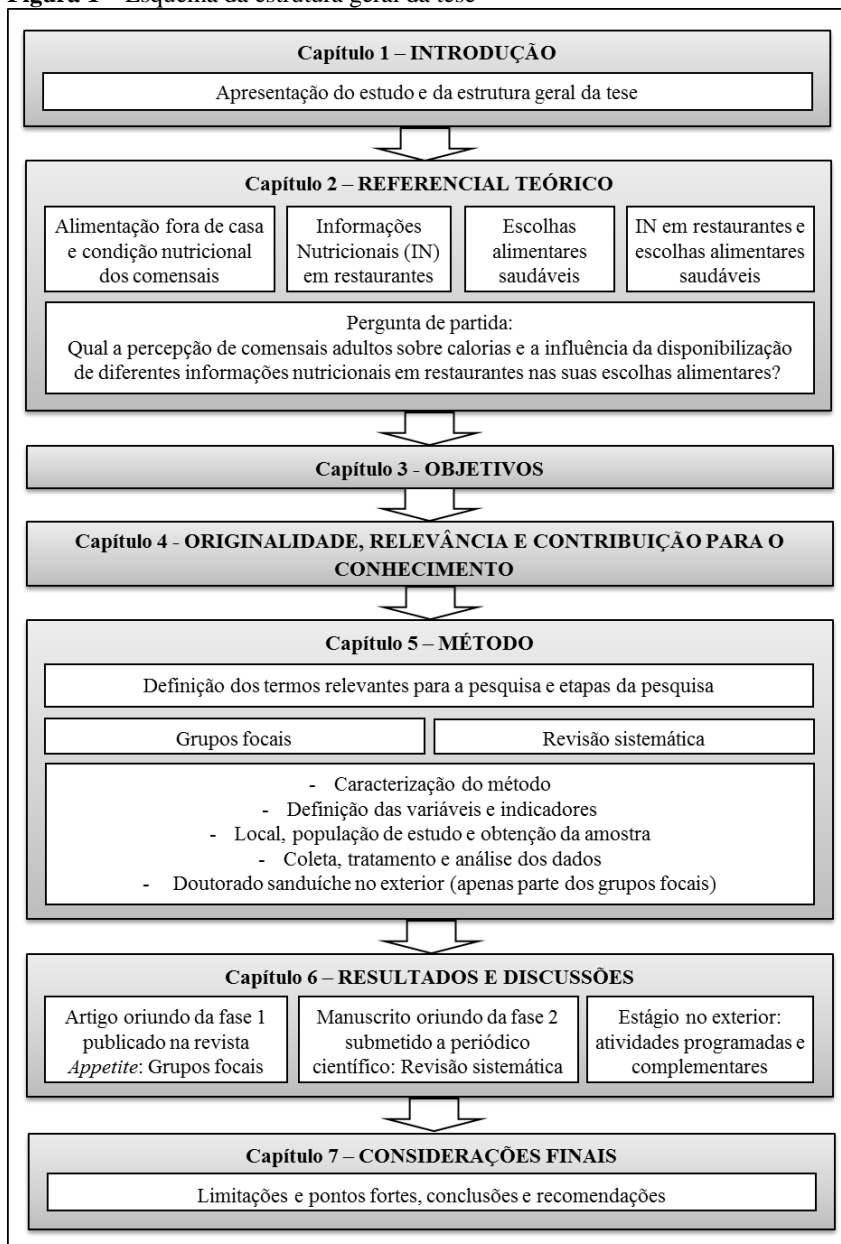 Figura 1 – Esquema da estrutura geral da tese
Capítulo 1 – INTRODUÇÃO
Apresentação do estudo e da estrutura geral da tese
Capítulo 2 – REFERENCIAL TEÓRICO
Alimentação fora de casa
e condição nutricional
dos comensais
Informações
Nutricionais (IN)
em restaurantes
Escolhas
alimentares
saudáveis
IN em restaurantes e
escolhas alimentares
saudáveis
Pergunta de partida:
Qual a percepção de comensais adultos sobre calorias e a influência da disponibilização
de diferentes informações nutricionais em restaurantes nas suas escolhas alimentares?
Capítulo 3 - OBJETIVOS
Capítulo 4 - ORIGINALIDADE, RELEVÂNCIA E CONTRIBUIÇÃO PARA O
CONHECIMENTO
Capítulo 5 – MÉTODO
Definição dos termos relevantes para a pesquisa e etapas da pesquisa
Grupos focais
Revisão sistemática
- Caracterização do método
- Definição das variáveis e indicadores
- Local, população de estudo e obtenção da amostra
- Coleta, tratamento e análise dos dados
- Doutorado sanduíche no exterior (apenas parte dos grupos focais)
Capítulo 6 – RESULTADOS E DISCUSSÕES
Artigo oriundo da fase 1
publicado na revista
Appetite: Grupos focais
Manuscrito oriundo da fase 2
submetido a periódico
científico: Revisão sistemática
Estágio no exterior:
atividades programadas e
complementares
Capítulo 7 – CONSIDERAÇÕES FINAIS
Limitações e pontos fortes, conclusões e recomendações